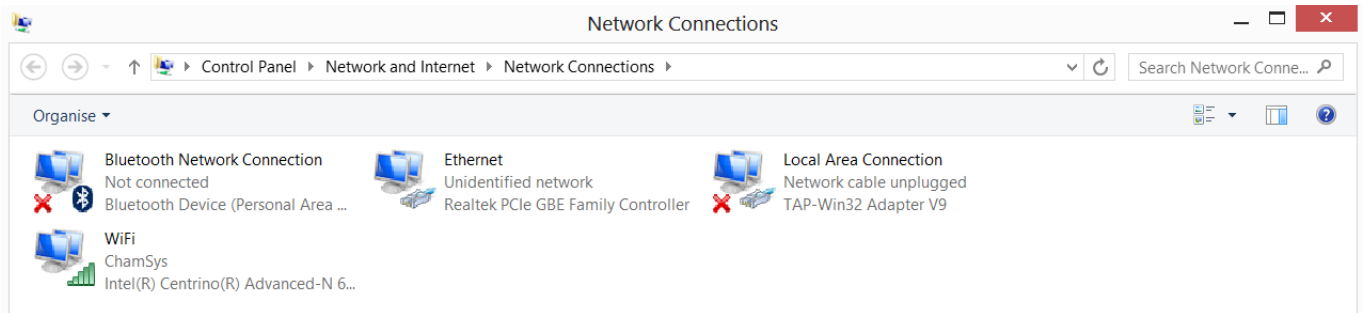 Network Connections
Control Panel Network and Internet Network Connections
Search Network Conne...
Organise
Bluetooth Network Connection
Not connected
Bluetooth Device (Personal Area ...
Ethernet
Unidentified network
Realtek PCIe GBE Family Controller
Local Area Connection
Network cable unplugged
TAP-Win32 Adapter V9
WiFi
ChamSys
Intel(R) Centrino(R) Advanced-N 6...